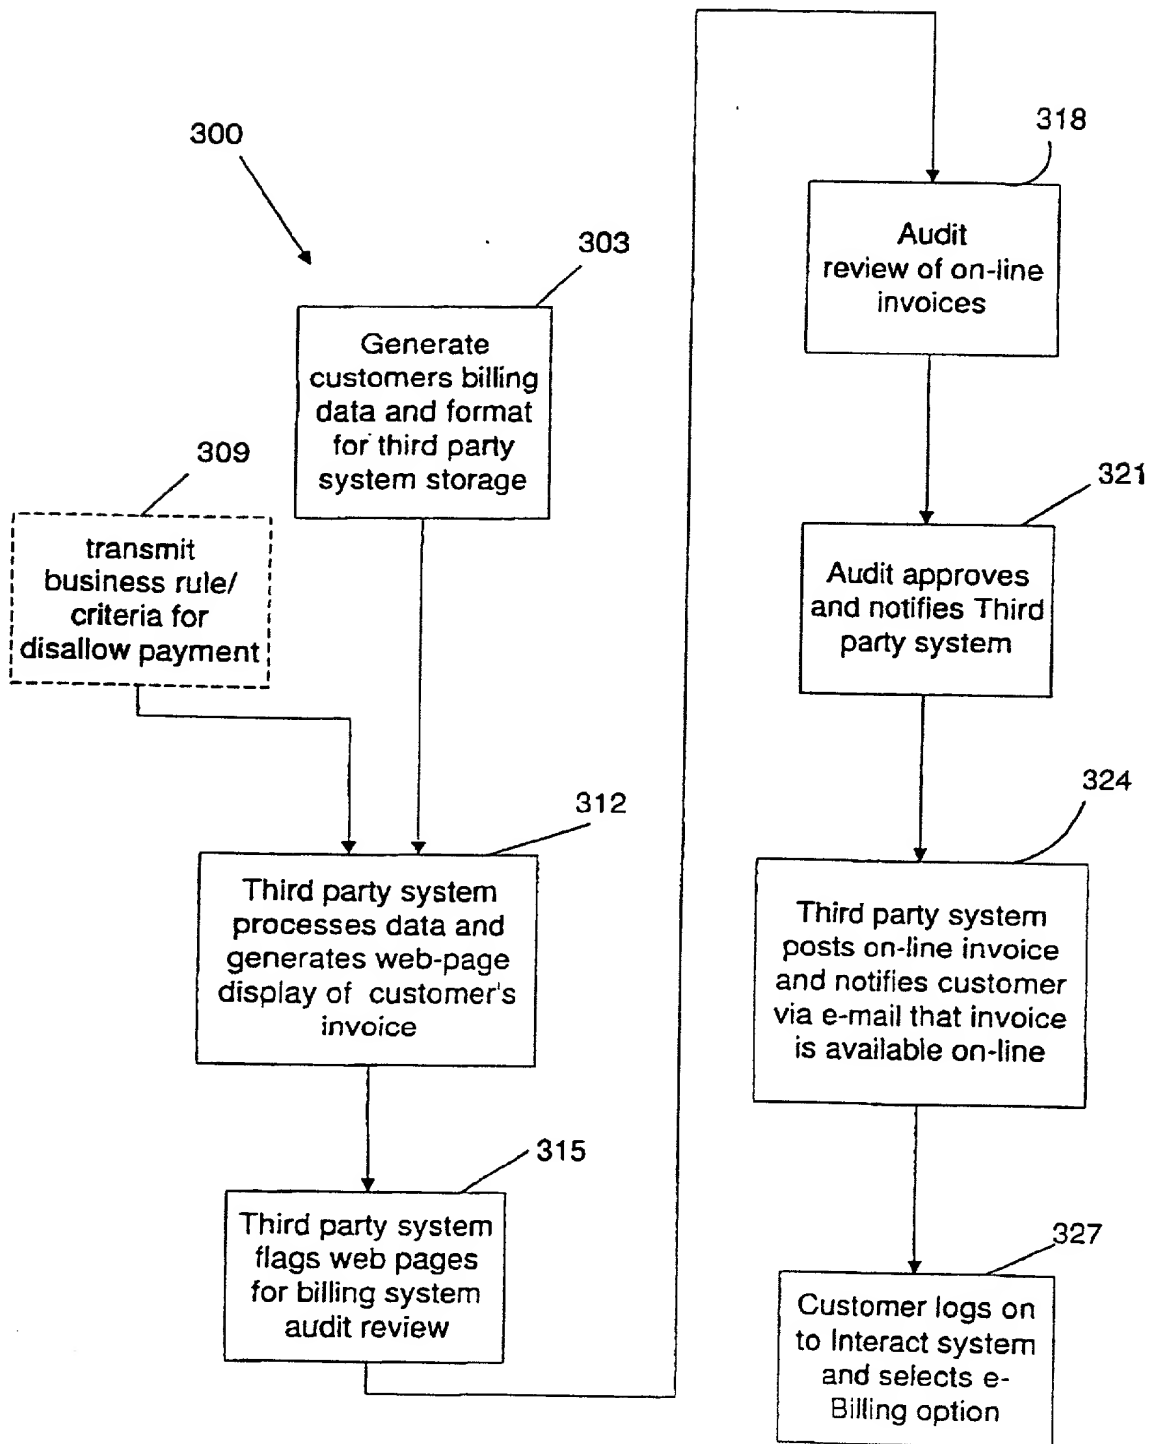 300
303
Generate
customers billing
data and format
for third party
system storage
309
transmit
business rule/
criteria for
disallow payment
312
Third party system
processes data and
generates web-page
display of customer's
invoice
315
Third party system
flags web pages
for billing system
audit review
318
Audit
review of on-line
invoices
321
Audit approves
and notifies Third
party system
324
Third party system
posts on-line invoice
and notifies customer
via e-mail that invoice
is available on-line
327
Customer logs on
to Interact system
and selects e-
Billing option